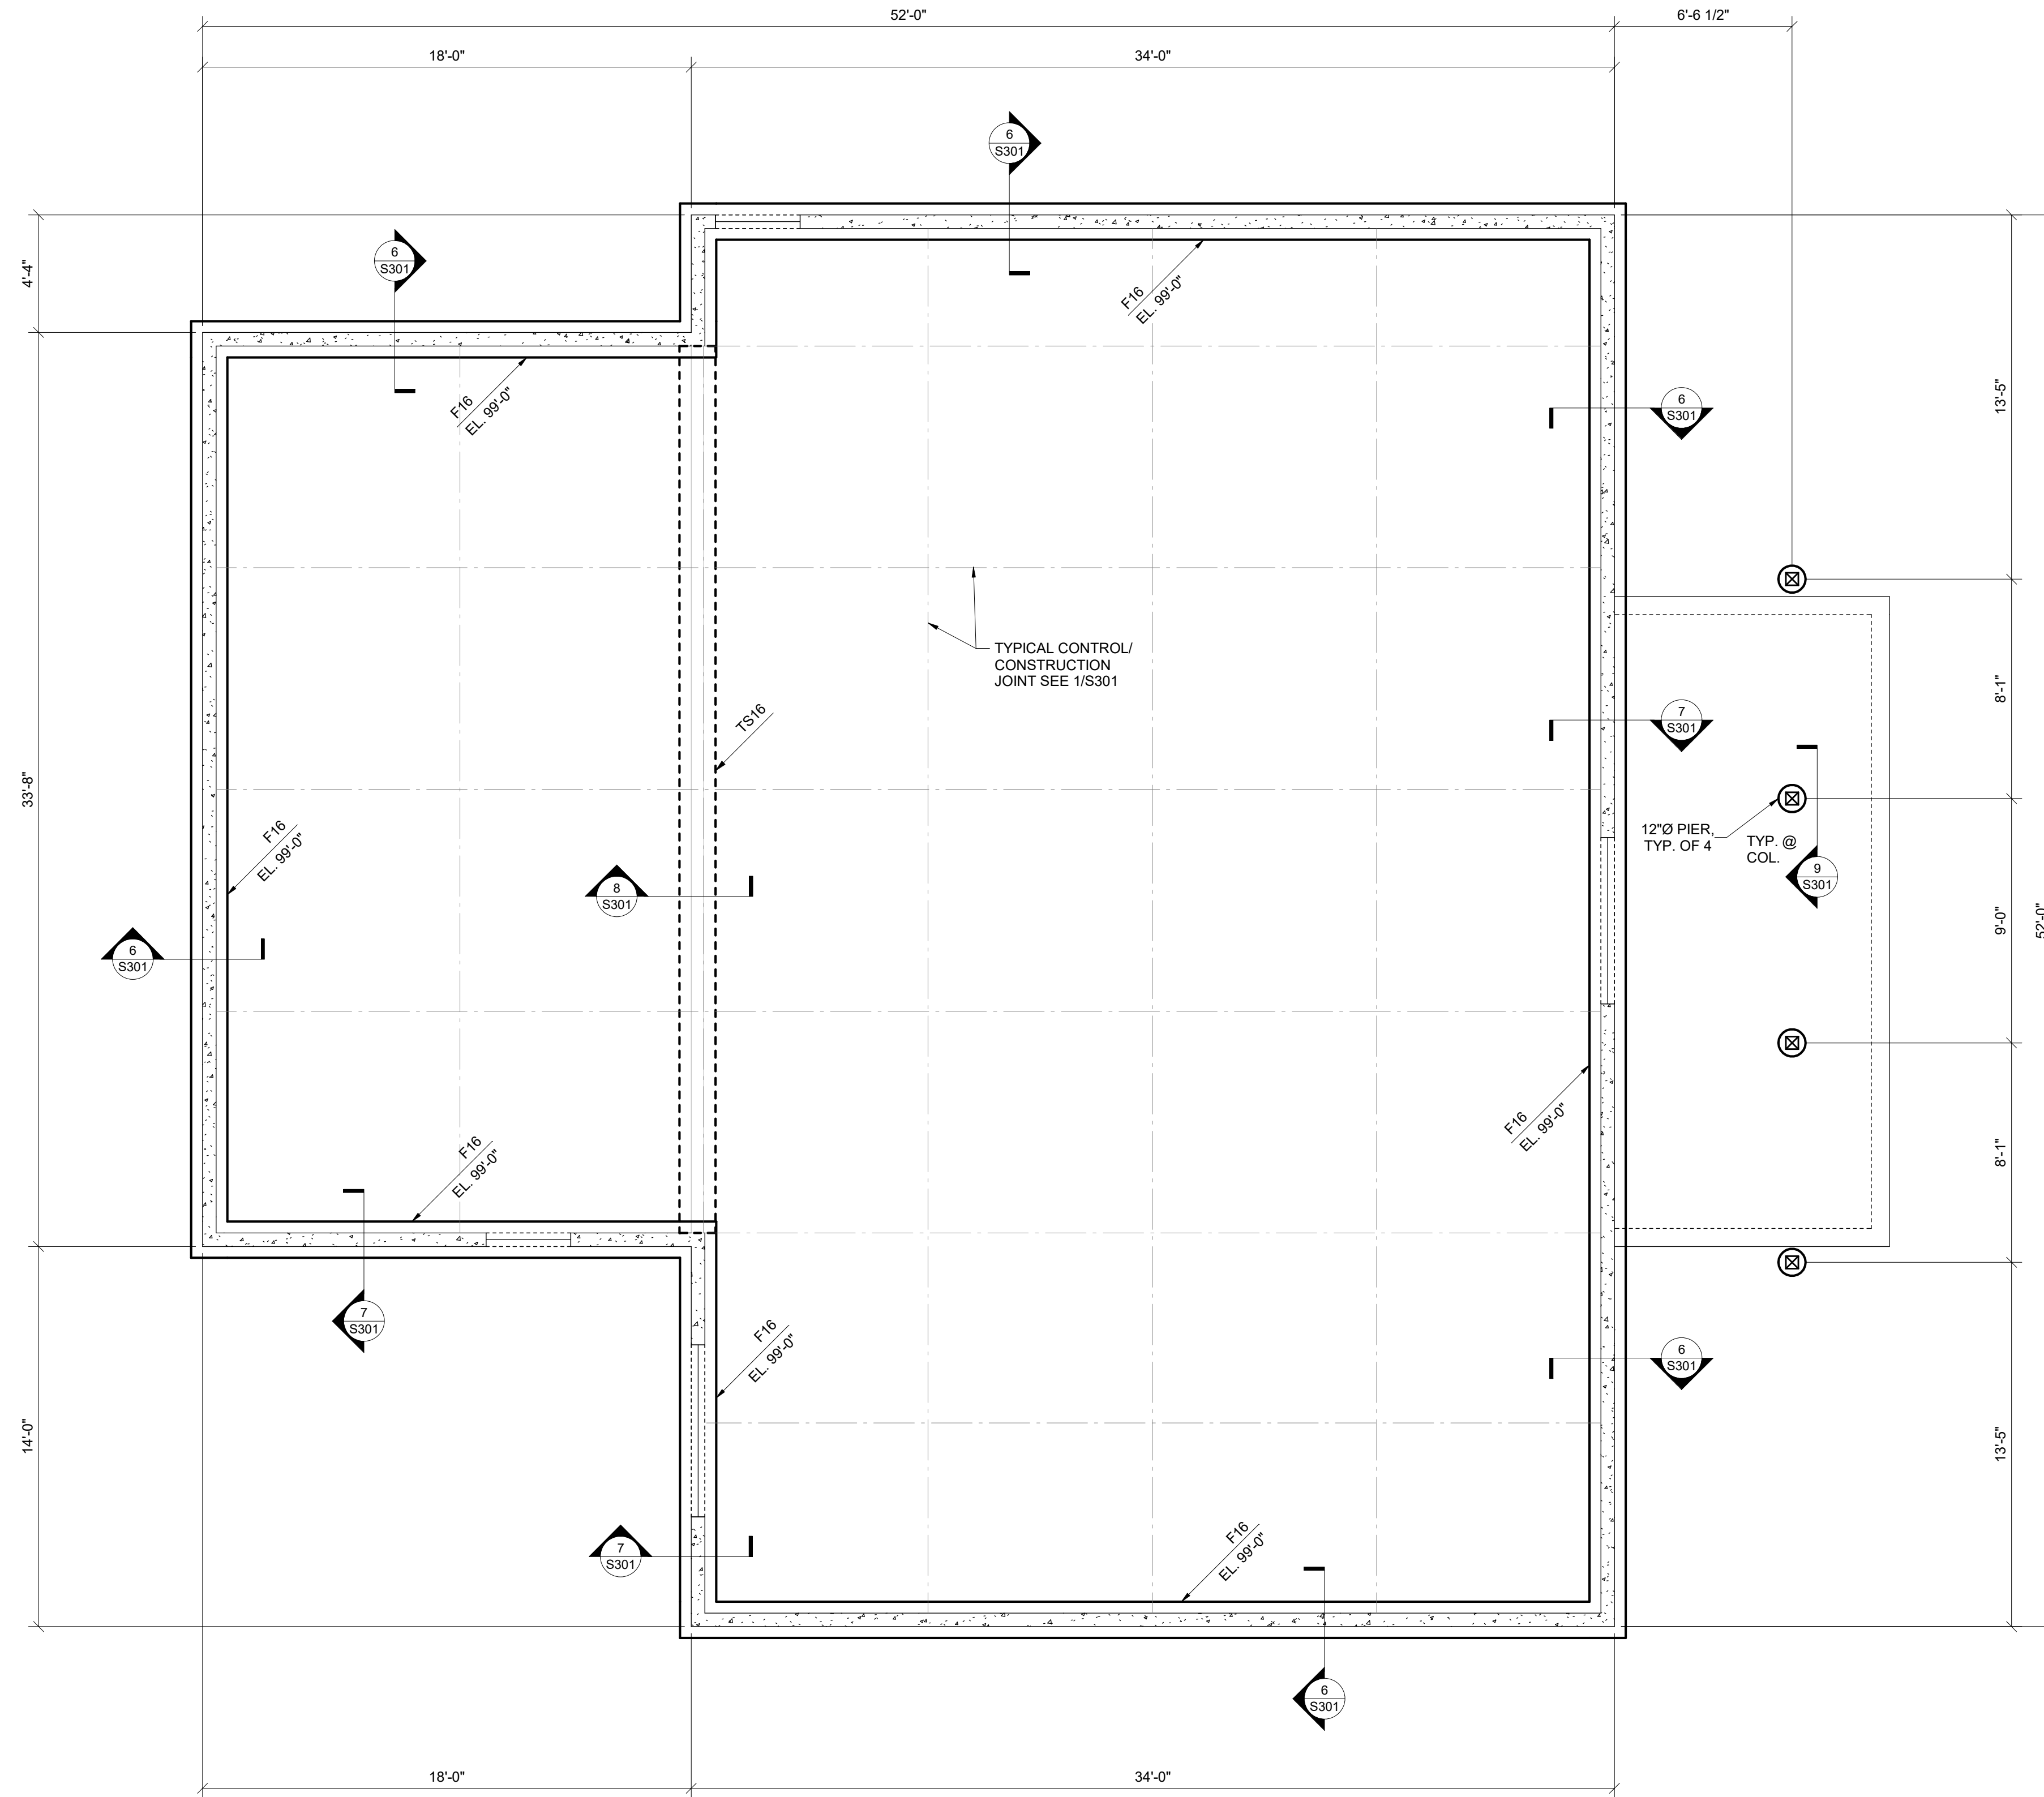 52'-0"
6'-6 1/2"
18'-0"
34'-0"
6
S301
6
S301
4'-4"
F16
EL. 99'-0"
F16
EL. 99'-0"
13'-5"
6
S301
TYPICAL CONTROL/
CONSTRUCTION
JOINT SEE 1/S301
8'-1"
TS16
7
S301
33'-8"
F16
EL. 99'-0"
12"Ø PIER,
TYP. OF 4
TYP. @
COL.
8
S301
9
S301
9'-0"
52'-0"
6
S301
F16
EL. 99'-0"
F16
EL. 99'-0"
8'-1"
7
S301
F16
EL. 99'-0"
6
S301
14'-0"
13'-5"
7
S301
F16
EL. 99'-0"
6
S301
18'-0"
34'-0"